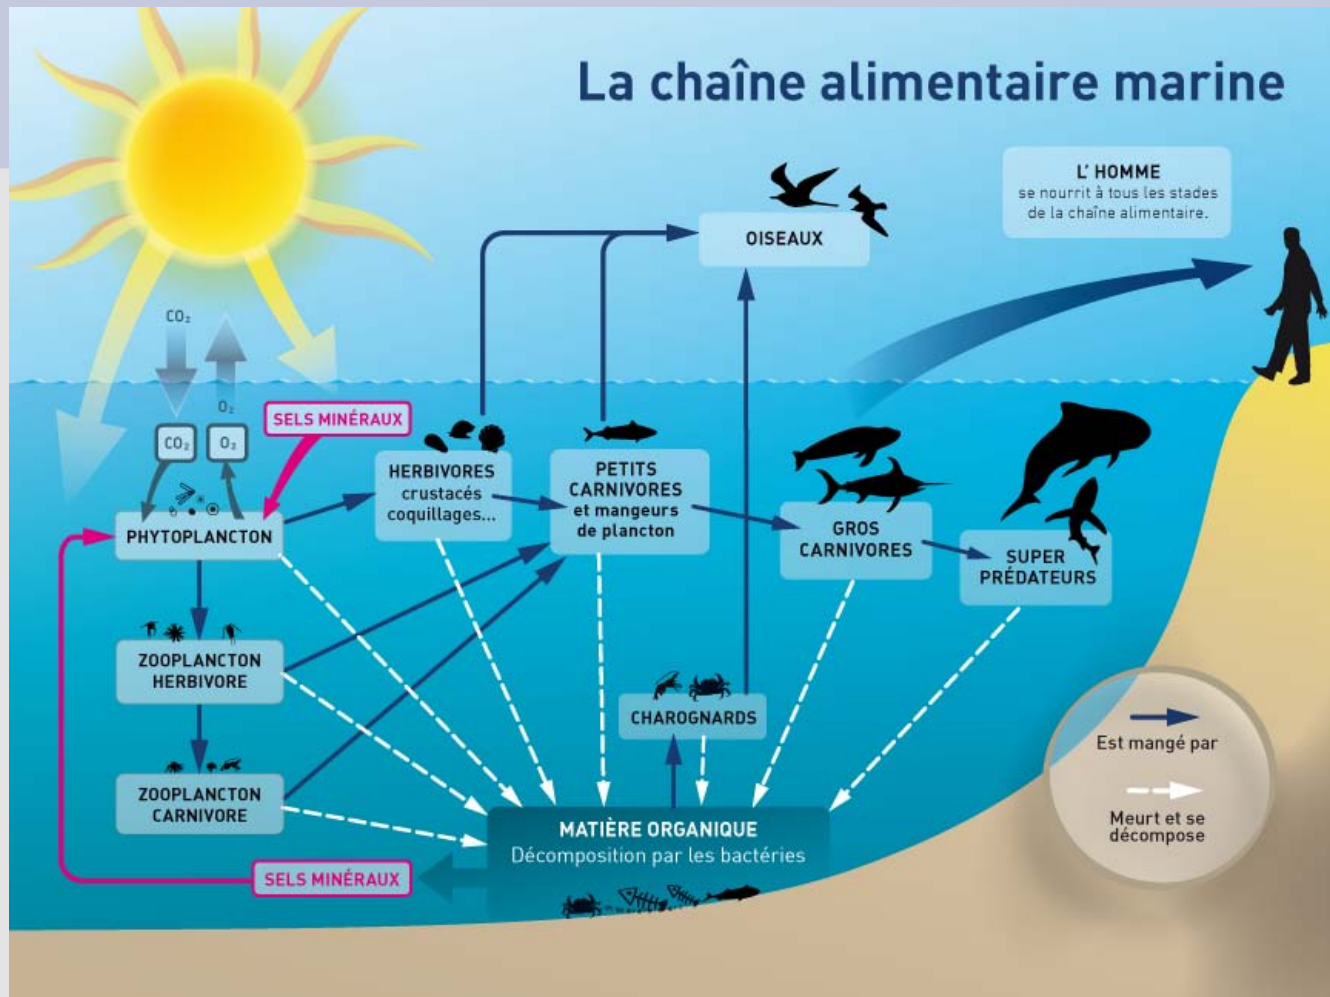 La chaîne alimentaire marine
L' HOMME
se nourrit à tous les stades
de la chaîne alimentaire.
OISEAUX
CO₂
O₂
CO₂
O₂
SELS MINÉRAUX
HERBIVORES
crustacés
coquillages...
PETITS
CARNIVORES
et mangeurs
de plancton
GROS
CARNIVORES
SUPER
PRÉDATEURS
PHYTOPLANCTON
ZOOPLANCTON
HERBIVORE
ZOOPLANCTON
CARNIVORE
CHAROGNARDS
MATIÈRE ORGANIQUE
Décomposition par les bactéries
SELS MINÉRAUX
Est mangé par
Meurt et se
décompose